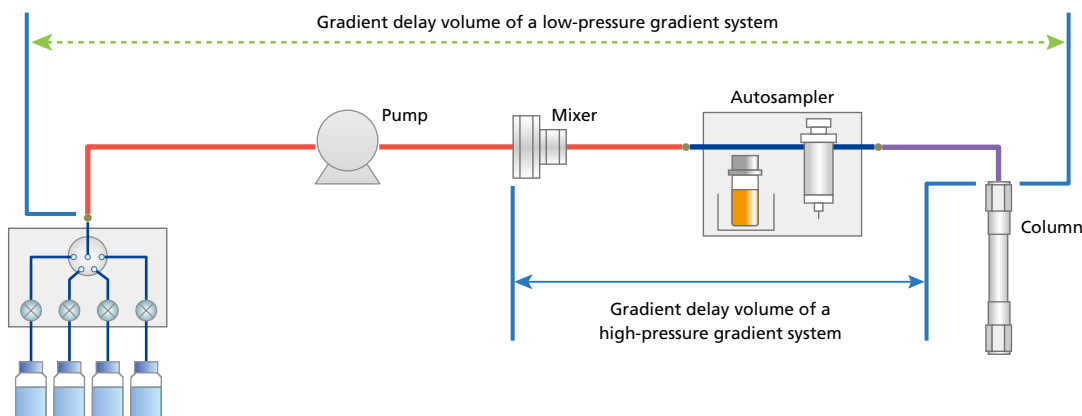 Gradient delay volume of a low-pressure gradient system
Pump
Mixer
Autosampler
Column
Gradient delay volume of a
high-pressure gradient system